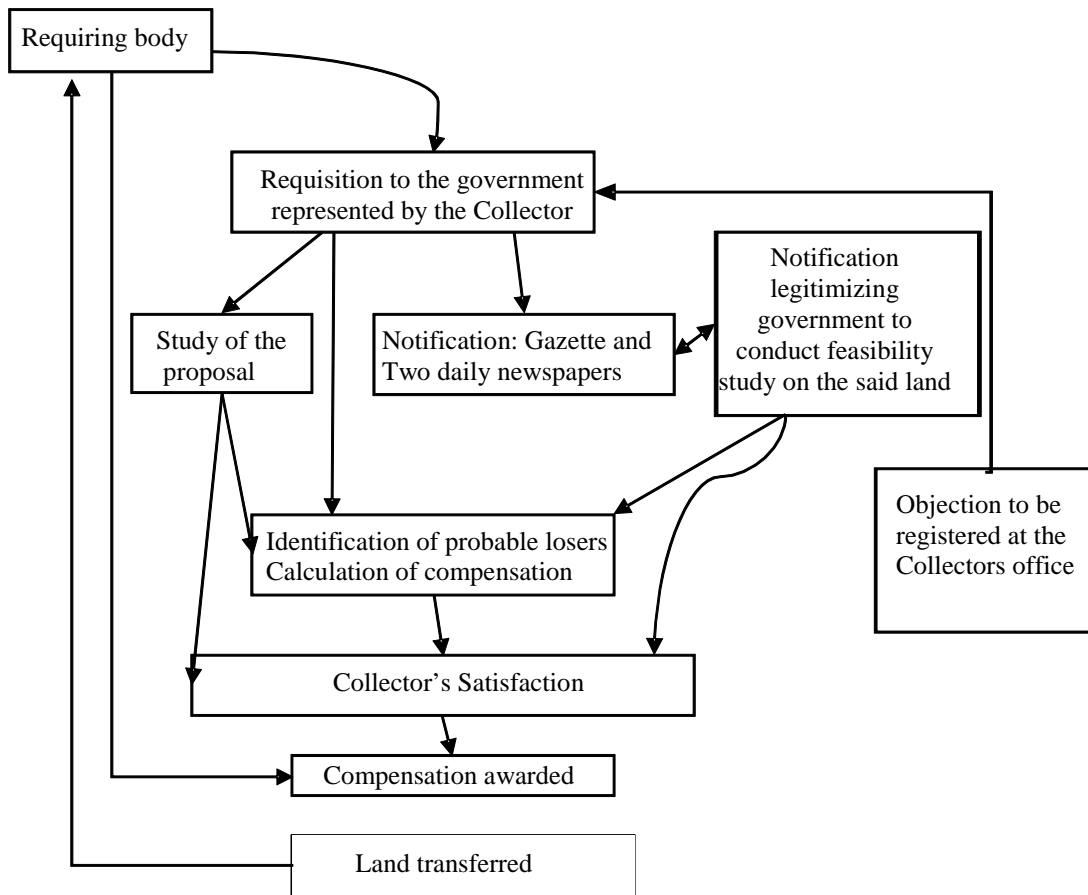 Requiring body
Requisition to the government
represented by the Collector
Notification
legitimizing
government to
conduct feasibility
study on the said land
Study of the
proposal
Notification: Gazette and
Two daily newspapers
Objection to be
registered at the
Collectors office
Identification of probable losers
Calculation of compensation
Collector’s Satisfaction
Compensation awarded
Land transferred